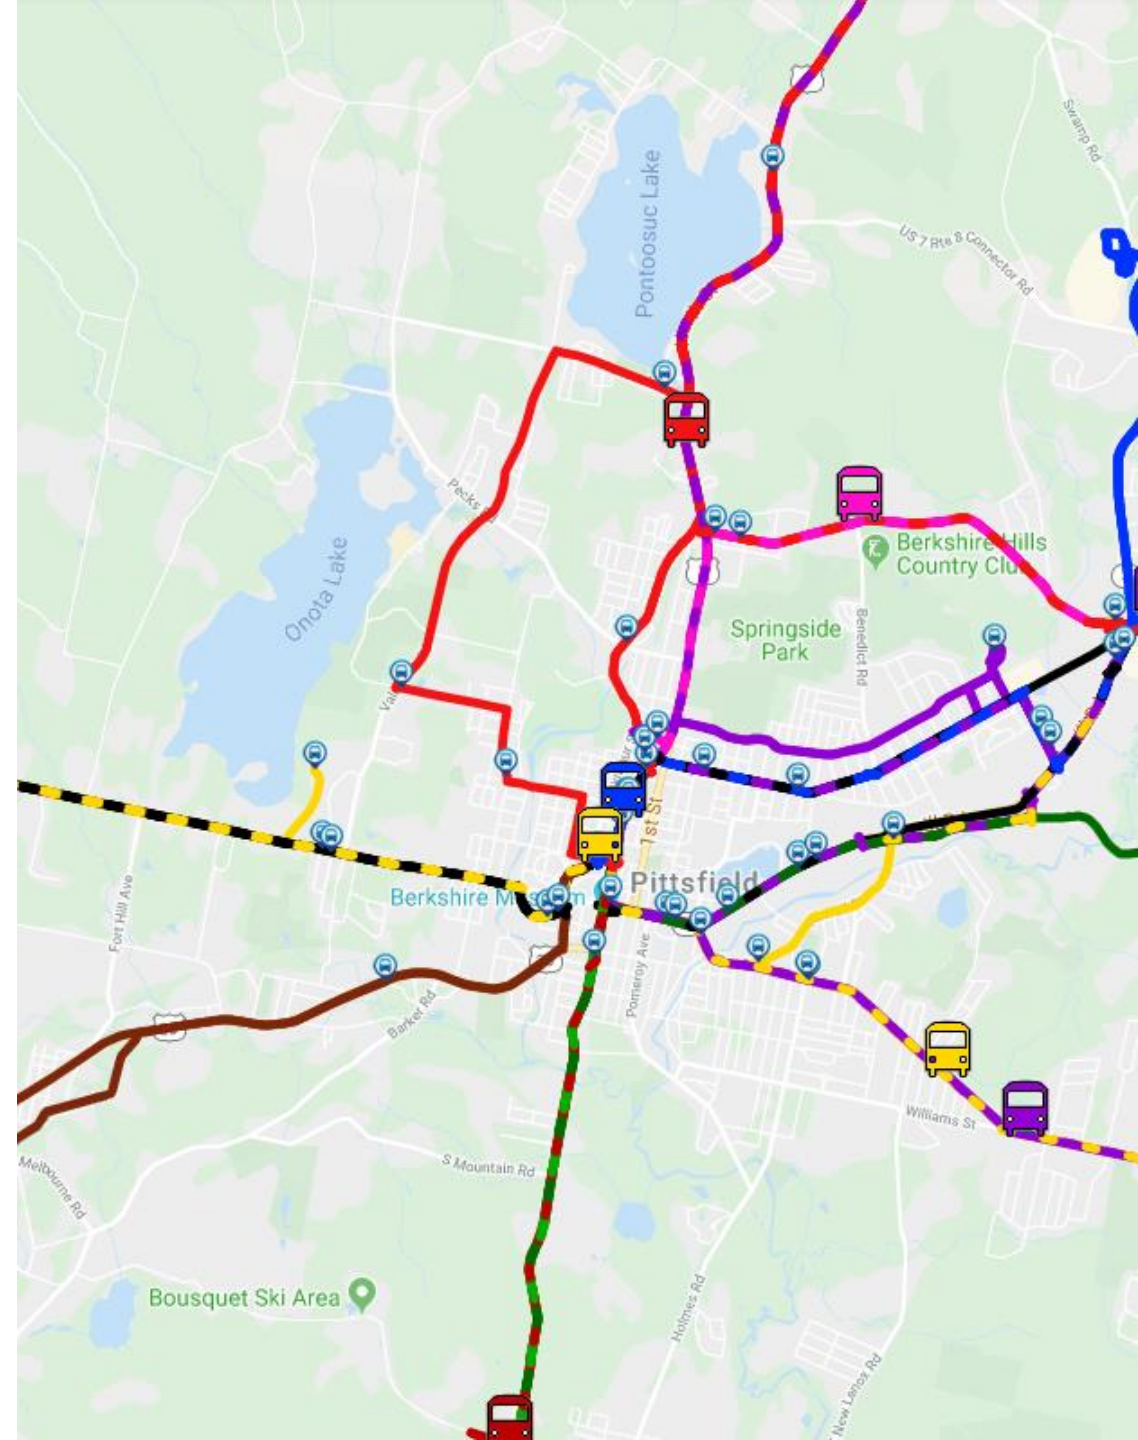 Swamp Rd
US 7 Rte 8 Connector Rd
Pontoosuc Lake
Pecks
Onota Lake
Berkshire Hills
Country Club
Springside
Park
Benedict Rd
1st St
Pittsfield
Berkshire
Fort Hill Ave
Pomeroy Ave
Barker Rd
Williams St
S Mountain Rd
Melbourne Rd
Bousquet Ski Area
Holmes Rd
New Lenox Rd